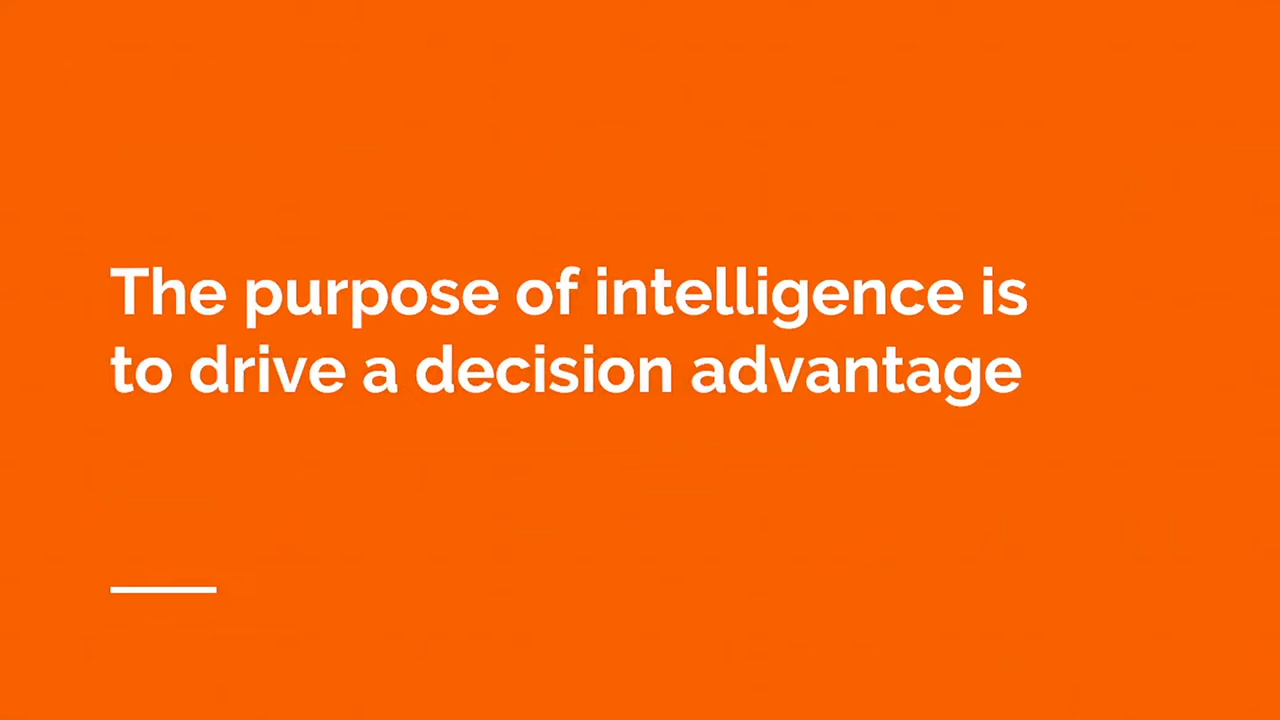 The purpose of intelligence is
to drive a decision advantage